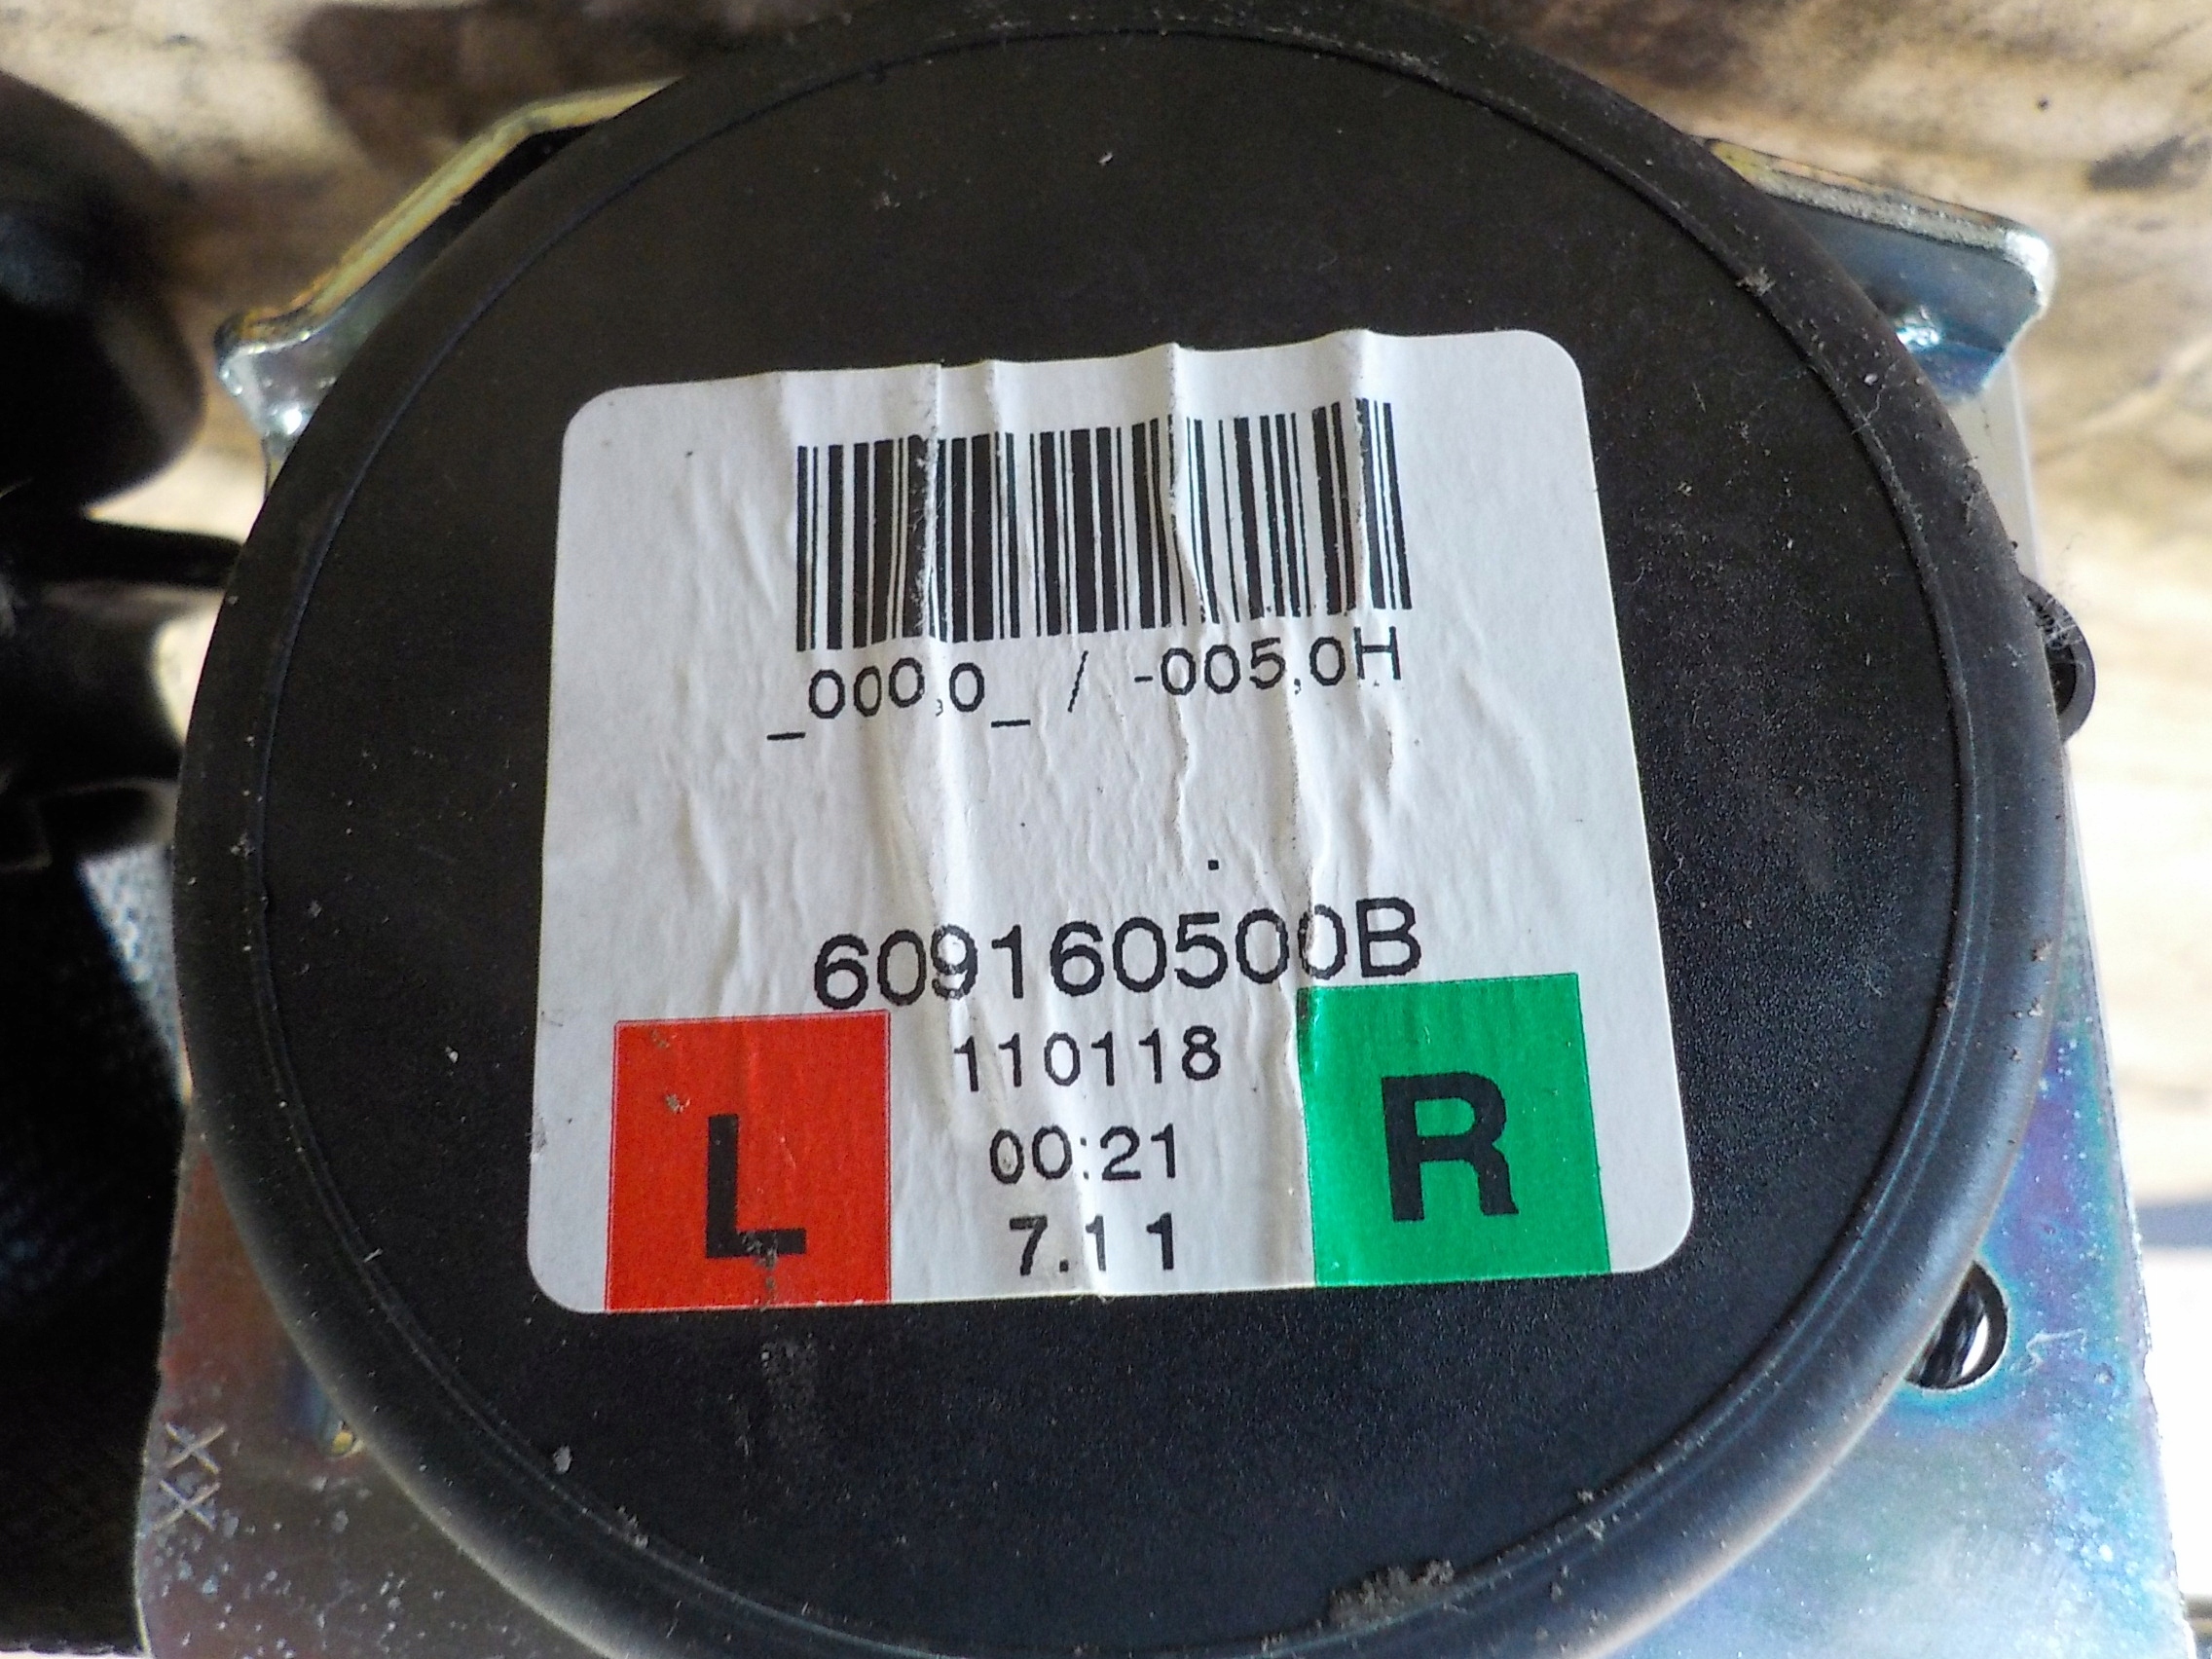 _000,0_ / -005,0H
609160500B
110118
00:21
7.11
L
R